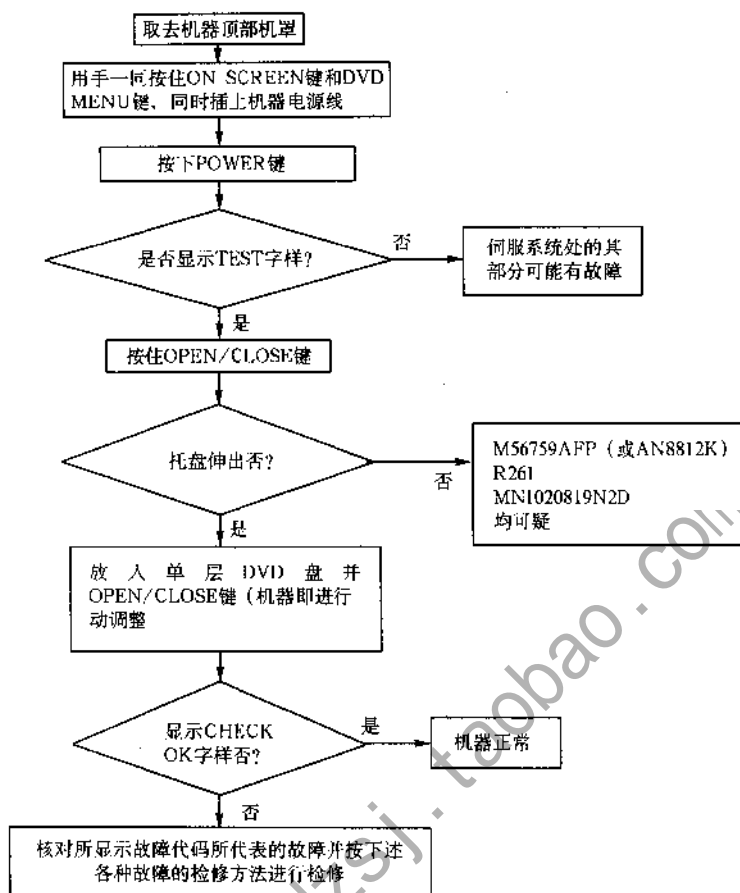 取去机器顶部机罩
用手一同按住ON SCREEN键和DVD
MENU键、同时插上机器电源线
按下POWER键
是否显示TEST字样?
否
伺服系统处的其
部分可能有故障
是
按住OPEN/CLOSE键
托盘伸出否?
否
M56759AFP(或AN8812K)
R261
MN1020819N2D
均可疑
是
放入单层DVD盘并
OPEN/CLOSE键(机器即进行
动调整
显示CHECK
OK字样否?
是
机器正常
否
核对所显示故障代码所代表的故障并按下述
各种故障的检修方法进行检修
zsj.taobao.com